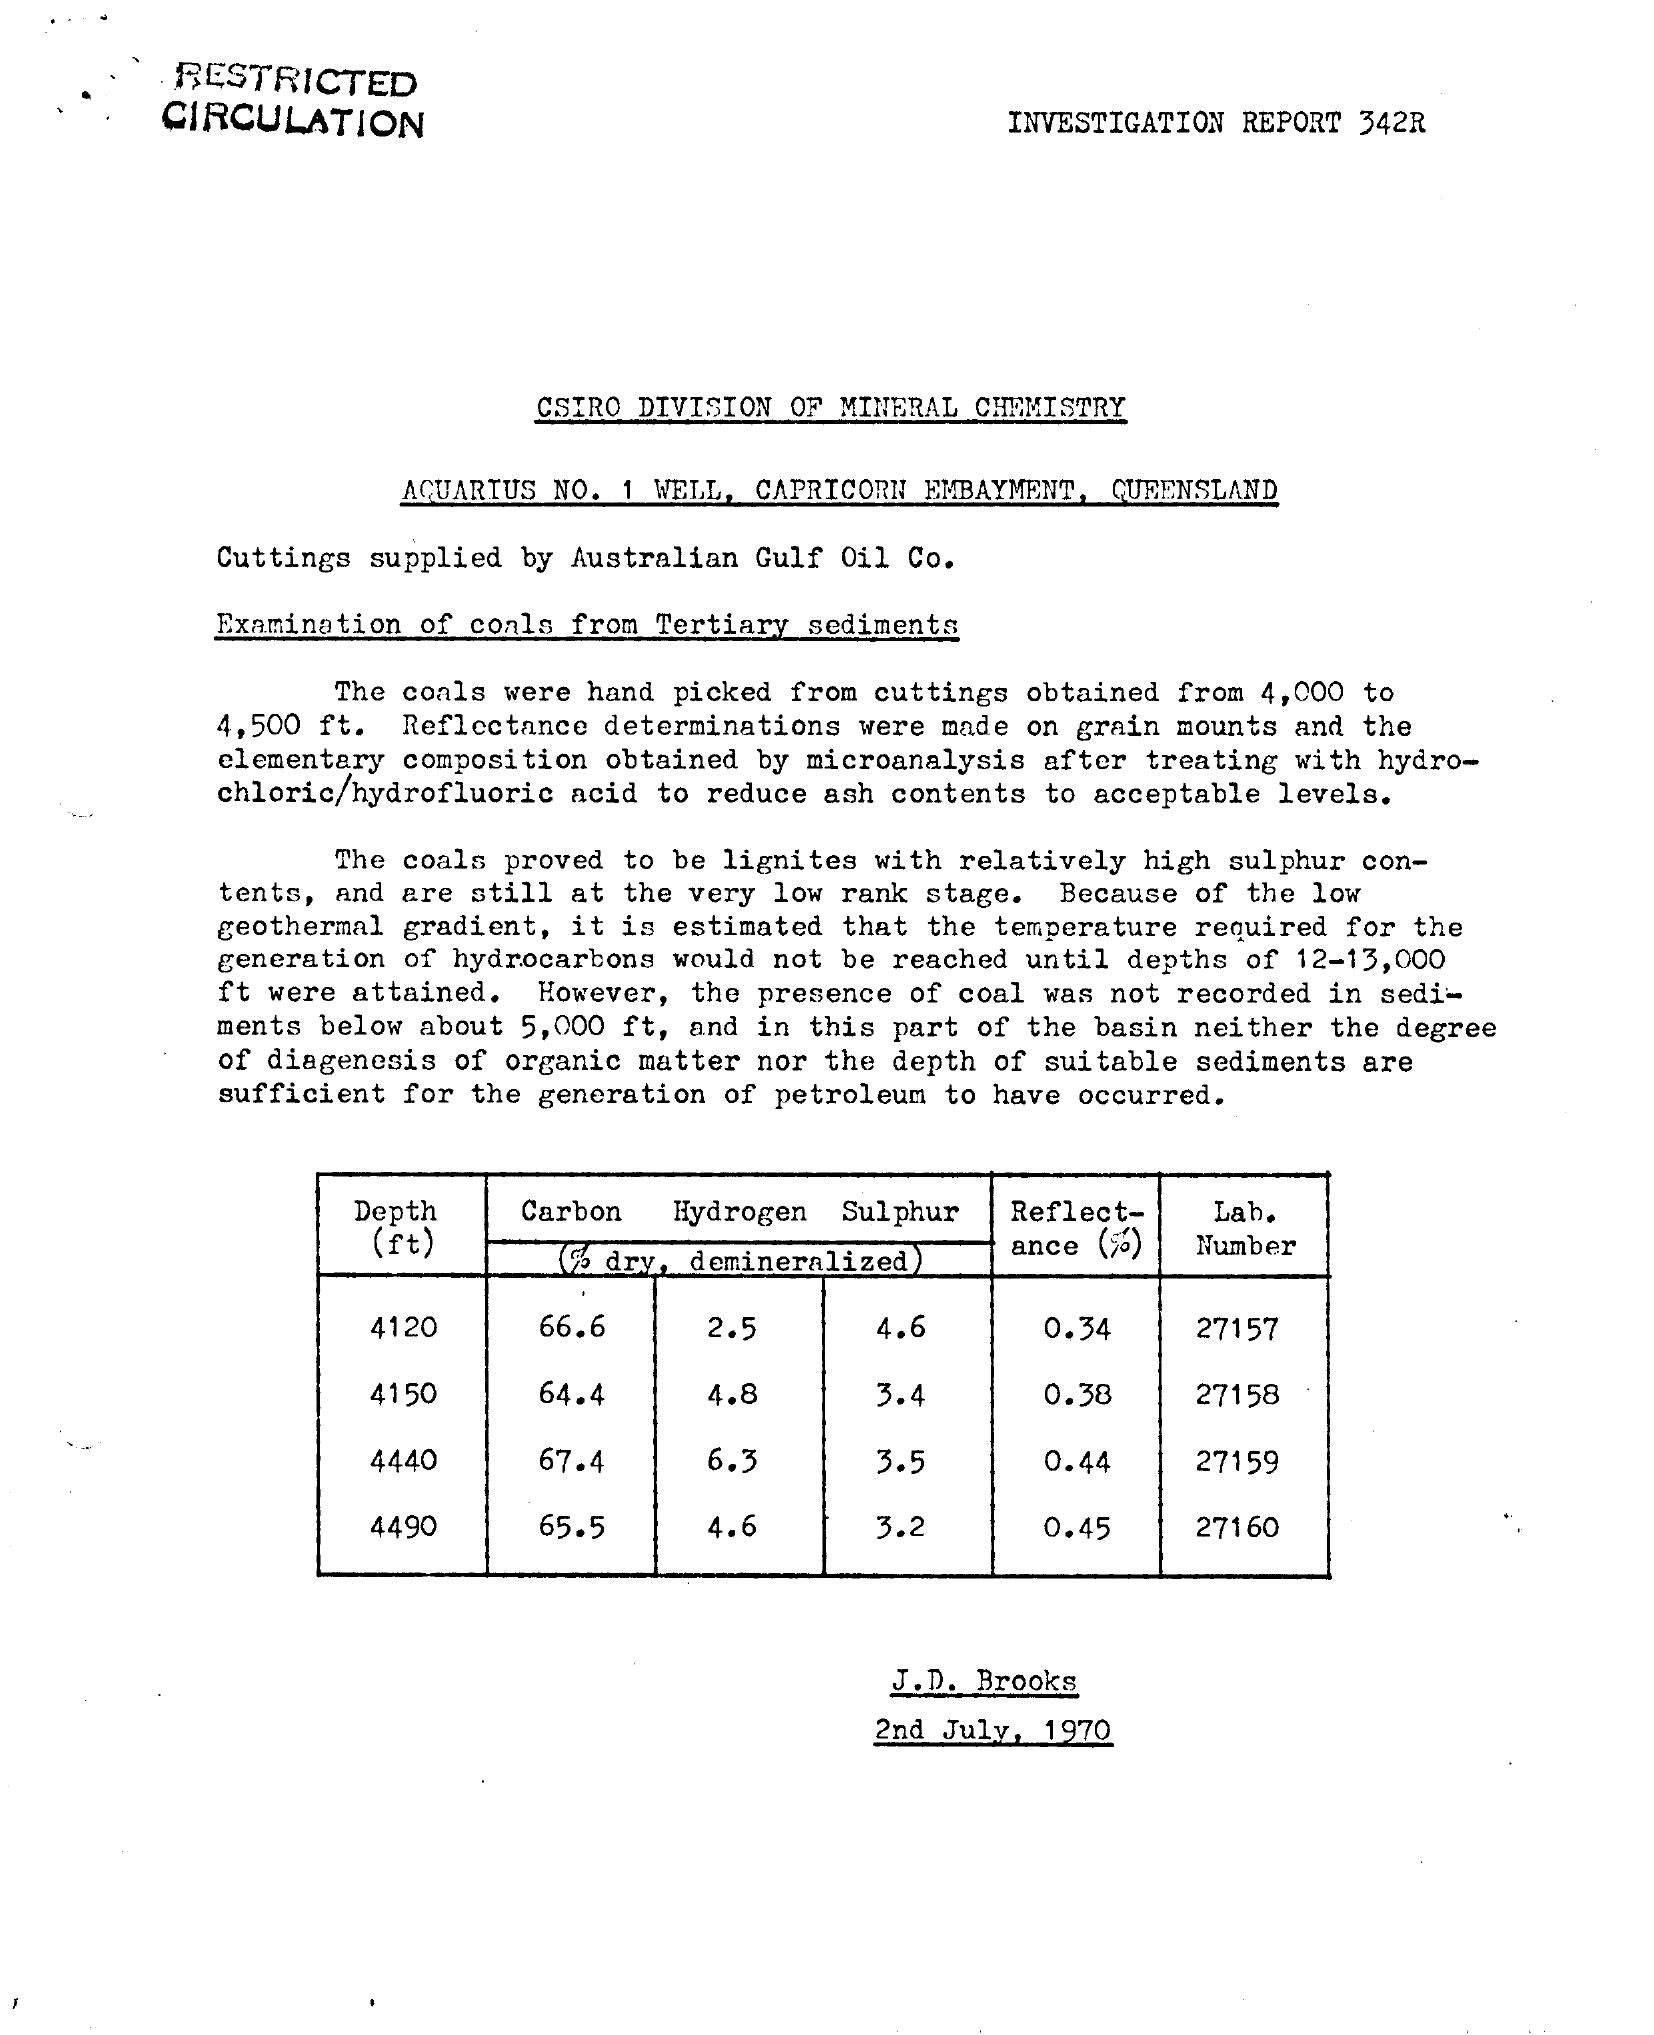 RESTRICTED
CIRCULATION
INVESTIGATION REPORT 342R
CSIRO DIVISION OF MINERAL CHEMISTRY
AQUARIUS NO. 1 WELL, CAPRICORN EMBAYMENT, QUEENSLAND
Cuttings supplied by Australian Gulf Oil Co.
Examination of coals from Tertiary sediments
The coals were hand picked from cuttings obtained from 4,000 to
4,500 ft. Reflectance determinations were made on grain mounts and the
elementary composition obtained by microanalysis after treating with hydro-
chloric/hydrofluoric acid to reduce ash contents to acceptable levels.
The coals proved to be lignites with relatively high sulphur con-
tents, and are still at the very low rank stage. Because of the low
geothermal gradient, it is estimated that the temperature required for the
generation of hydrocarbons would not be reached until depths of 12-13,000
ft were attained. However, the presence of coal was not recorded in sedi-
ments below about 5,000 ft, and in this part of the basin neither the degree
of diagenesis of organic matter nor the depth of suitable sediments are
sufficient for the generation of petroleum to have occurred.
Depth Carbon Hydrogen Sulphur Reflect- Lab.
(ft) (% dry, demineralized) ance (%) Number
4120 66.6 2.5 4.6 0.34 27157
4150 64.4 4.8 3.4 0.38 27158
4440 67.4 6.3 3.5 0.44 27159
4490 65.5 4.6 3.2 0.45 27160
J.D. Brooks
2nd July, 1970